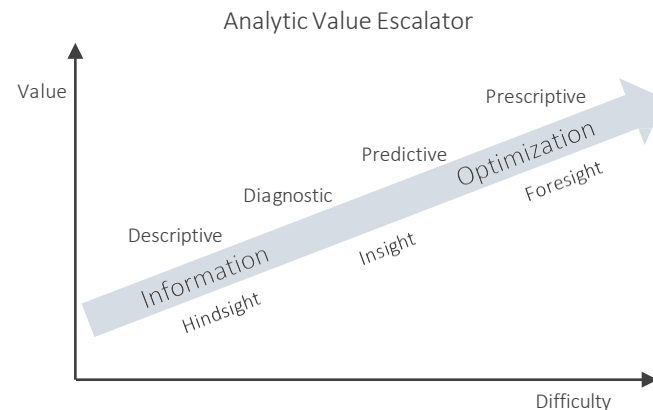 Analytic Value Escalator
Value
Prescriptive
Predictive
Optimization
Diagnostic
Foresight
Descriptive
Insight
Information
Hindsight
Difficulty